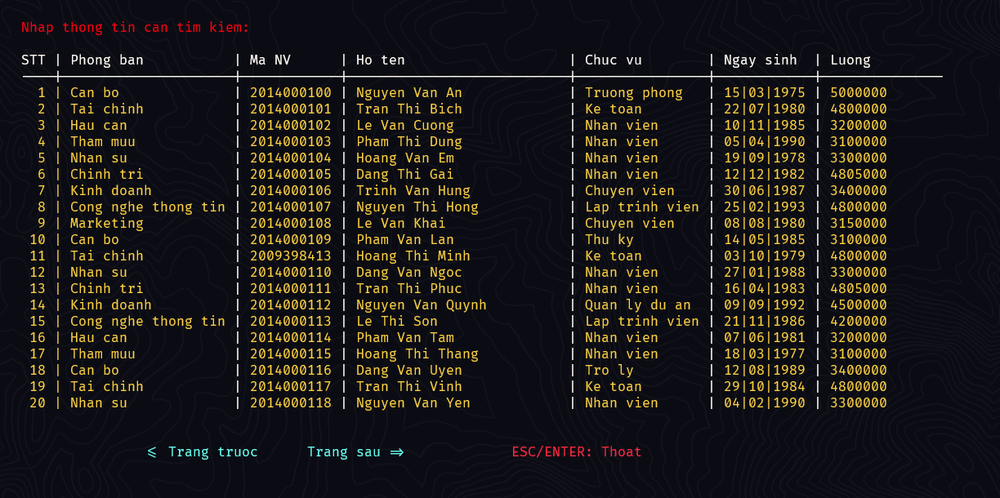 Nhap thong tin can tim kiem:
STT | Phong ban | Ma NV | Ho ten | Chuc vu | Ngay sinh | Luong
1 | Can bo | 2014000100 | Nguyen Van An | Truong phong | 15|03|1975 | 5000000
2 | Tai chinh | 2014000101 | Tran Thi Bich | Ke toan | 22|07|1980 | 4800000
3 | Hau can | 2014000102 | Le Van Cuong | Nhan vien | 10|11|1985 | 3200000
4 | Tham muu | 2014000103 | Pham Thi Dung | Nhan vien | 05|04|1990 | 3100000
5 | Nhan su | 2014000104 | Hoang Van Em | Nhan vien | 19|09|1978 | 3300000
6 | Chinh tri | 2014000105 | Dang Thi Gai | Nhan vien | 12|12|1982 | 4805000
7 | Kinh doanh | 2014000106 | Trinh Van Hung | Chuyen vien | 30|06|1987 | 3400000
8 | Cong nghe thong tin | 2014000107 | Nguyen Thi Hong | Lap trinh vien | 25|02|1993 | 4800000
9 | Marketing | 2014000108 | Le Van Khai | Chuyen vien | 08|08|1980 | 3150000
10 | Can bo | 2014000109 | Pham Van Lan | Thu ky | 14|05|1985 | 3100000
11 | Tai chinh | 2009398413 | Hoang Thi Minh | Ke toan | 03|10|1979 | 4800000
12 | Nhan su | 2014000110 | Dang Van Ngoc | Nhan vien | 27|01|1988 | 3300000
13 | Chinh tri | 2014000111 | Tran Thi Phuc | Nhan vien | 16|04|1983 | 4805000
14 | Kinh doanh | 2014000112 | Nguyen Van Quynh | Quan ly du an | 09|09|1992 | 4500000
15 | Cong nghe thong tin | 2014000113 | Le Thi Son | Lap trinh vien | 21|11|1986 | 4200000
16 | Hau can | 2014000114 | Pham Van Tam | Nhan vien | 07|06|1981 | 3200000
17 | Tham muu | 2014000115 | Hoang Thi Thang | Nhan vien | 18|03|1977 | 3100000
18 | Can bo | 2014000116 | Dang Van Uyen | Tro ly | 12|08|1989 | 3400000
19 | Tai chinh | 2014000117 | Tran Thi Vinh | Ke toan | 29|10|1984 | 4800000
20 | Nhan su | 2014000118 | Nguyen Van Yen | Nhan vien | 04|02|1990 | 3300000
<= Trang truoc Trang sau => ESC/ENTER: Thoat